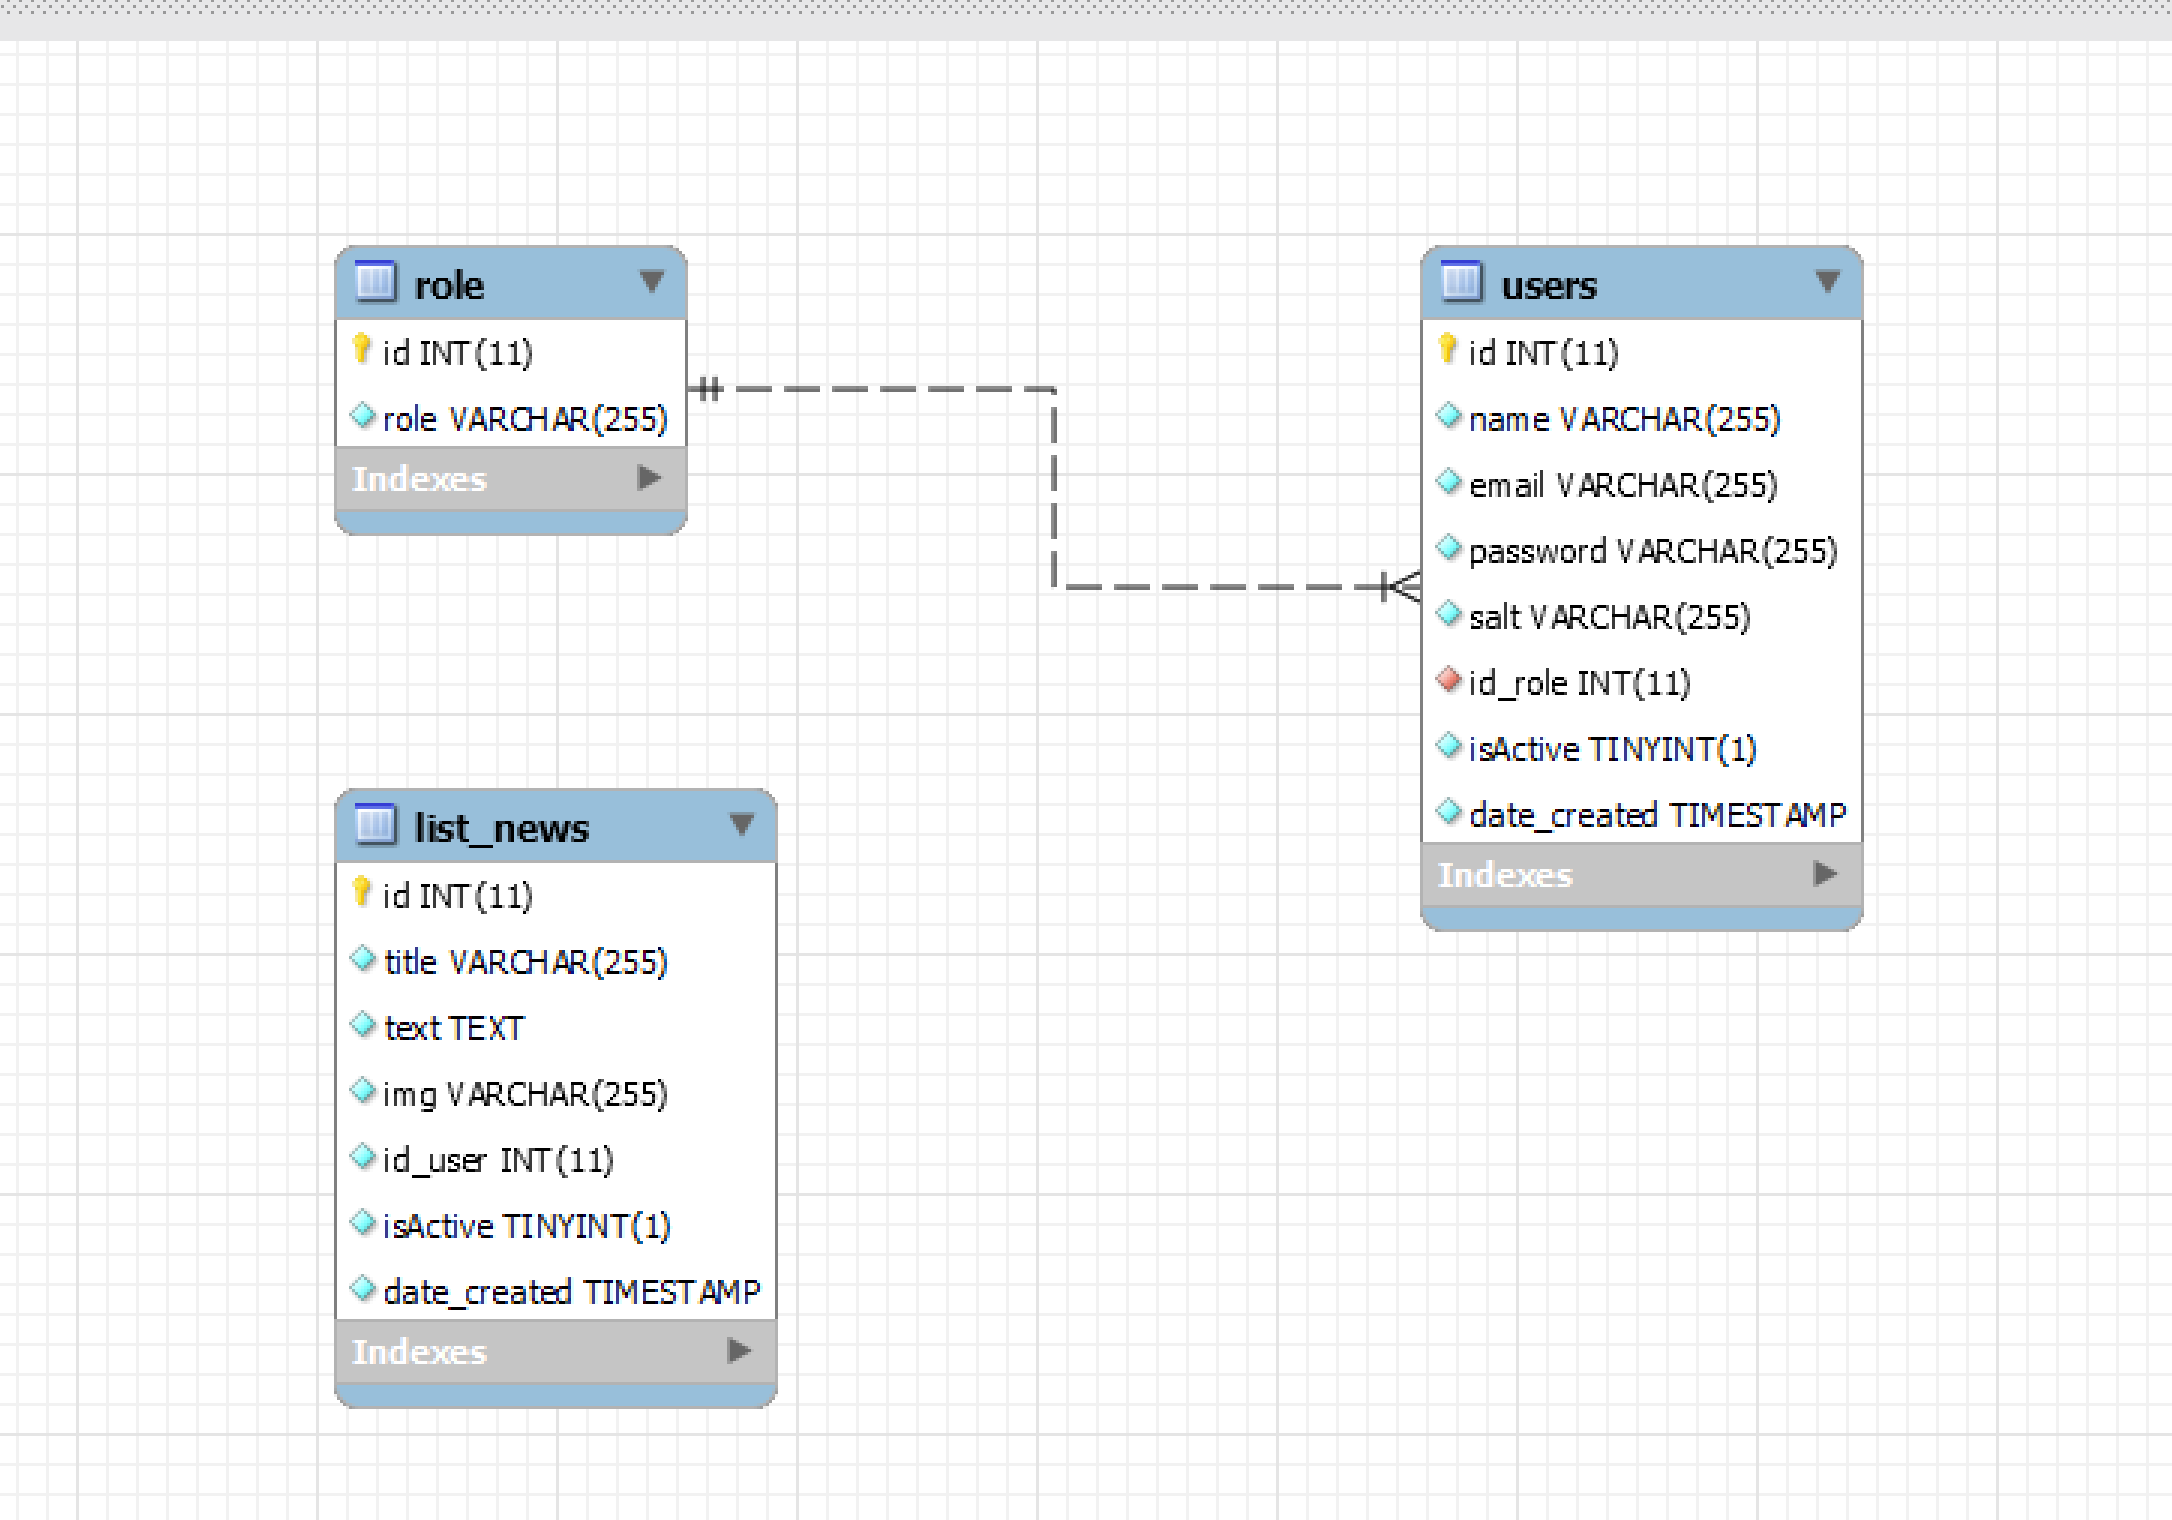 role
id INT(11)
role VARCHAR(255)
Indexes
users
id INT(11)
name VARCHAR(255)
email VARCHAR(255)
password VARCHAR(255)
salt VARCHAR(255)
id_role INT(11)
isActive TINYINT(1)
date_created TIMESTAMP
Indexes
list_news
id INT(11)
title VARCHAR(255)
text TEXT
img VARCHAR(255)
id_user INT(11)
isActive TINYINT(1)
date_created TIMESTAMP
Indexes